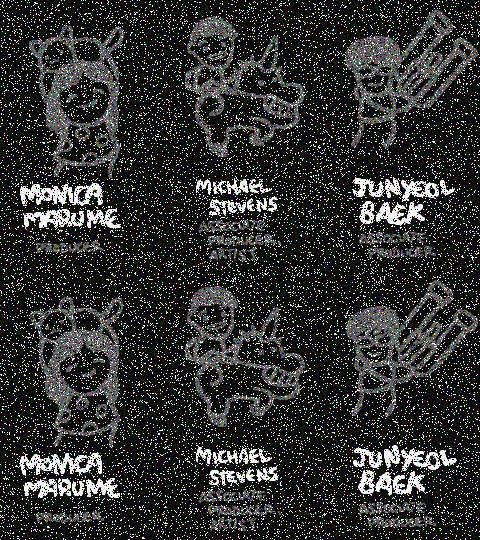 MONICA
MARUME
PRODUCER
MICHAEL
STEVENS
ASSOCIATE
PRODUCER
ARTIST
JUNYEOL
BAEK
ASSOCIATE
PRODUCER
MONICA
MARUME
PRODUCER
MICHAEL
STEVENS
ASSOCIATE
PRODUCER
ARTIST
JUNYEOL
BAEK
ASSOCIATE
PRODUCER